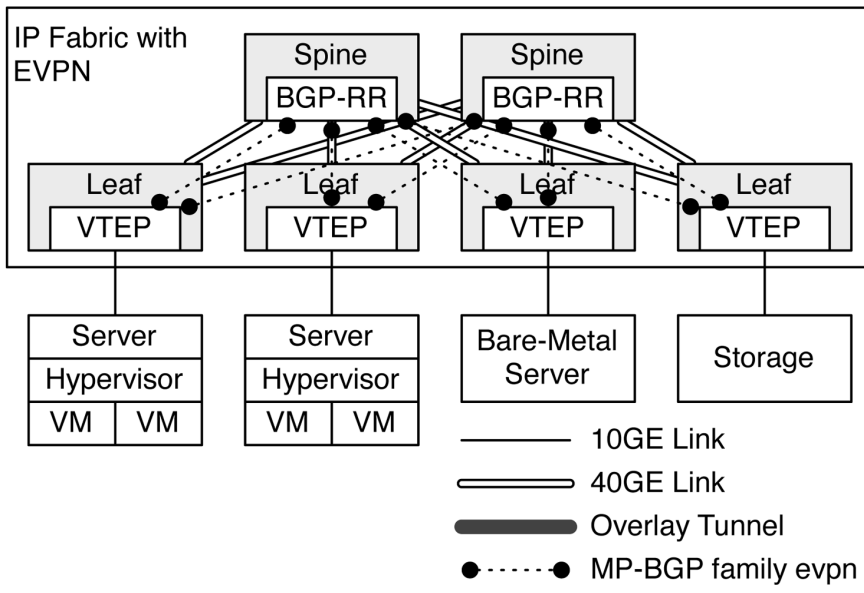 IP Fabric with
EVPN
Spine
BGP-RR
Spine
BGP-RR
Leaf
VTEP
Leaf
VTEP
Leaf
VTEP
Leaf
VTEP
Server
Hypervisor
VM
VM
Server
Hypervisor
VM
VM
Bare-Metal
Server
Storage
10GE Link
40GE Link
Overlay Tunnel
MP-BGP family evpn